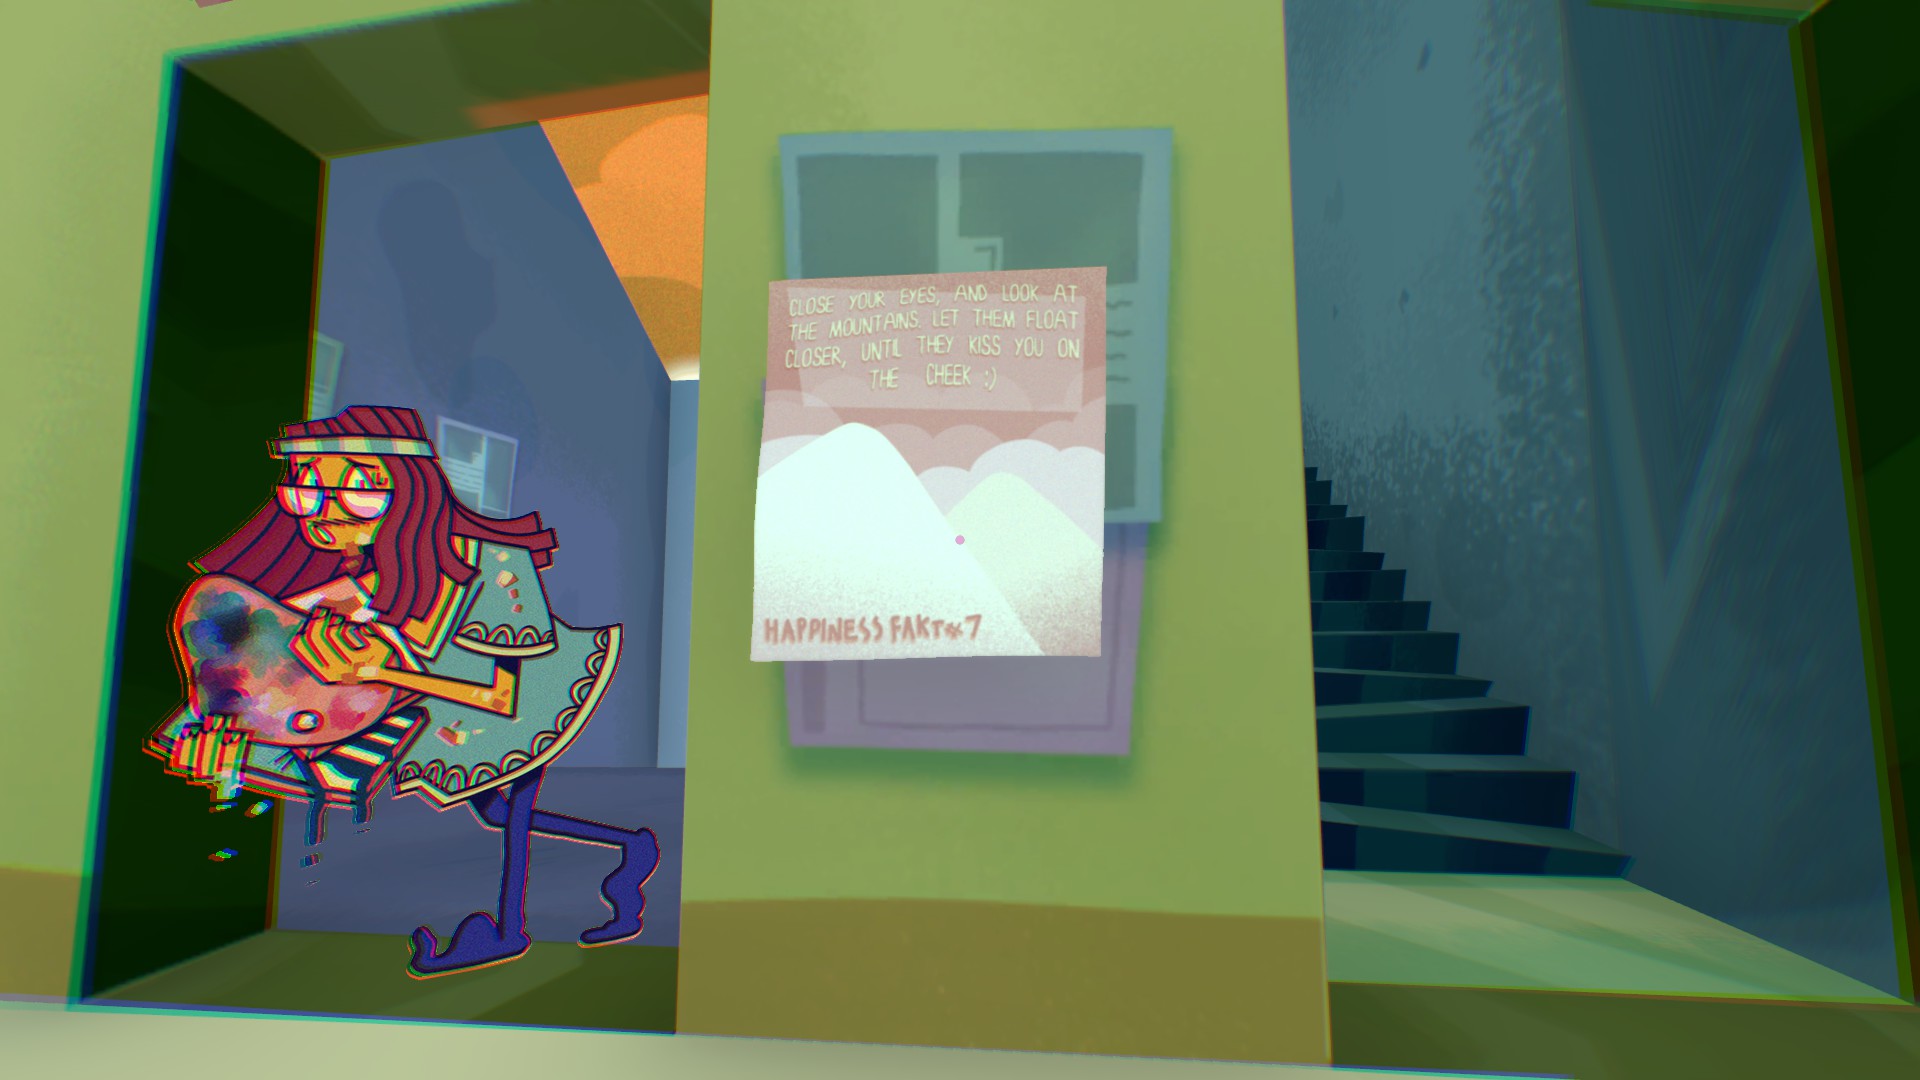 CLOSE YOUR EYES, AND LOOK AT
THE MOUNTAINS. LET THEM FLOAT
CLOSER, UNTIL THEY KISS YOU ON
THE CHEEK :)
HAPPINESS FAKT*7